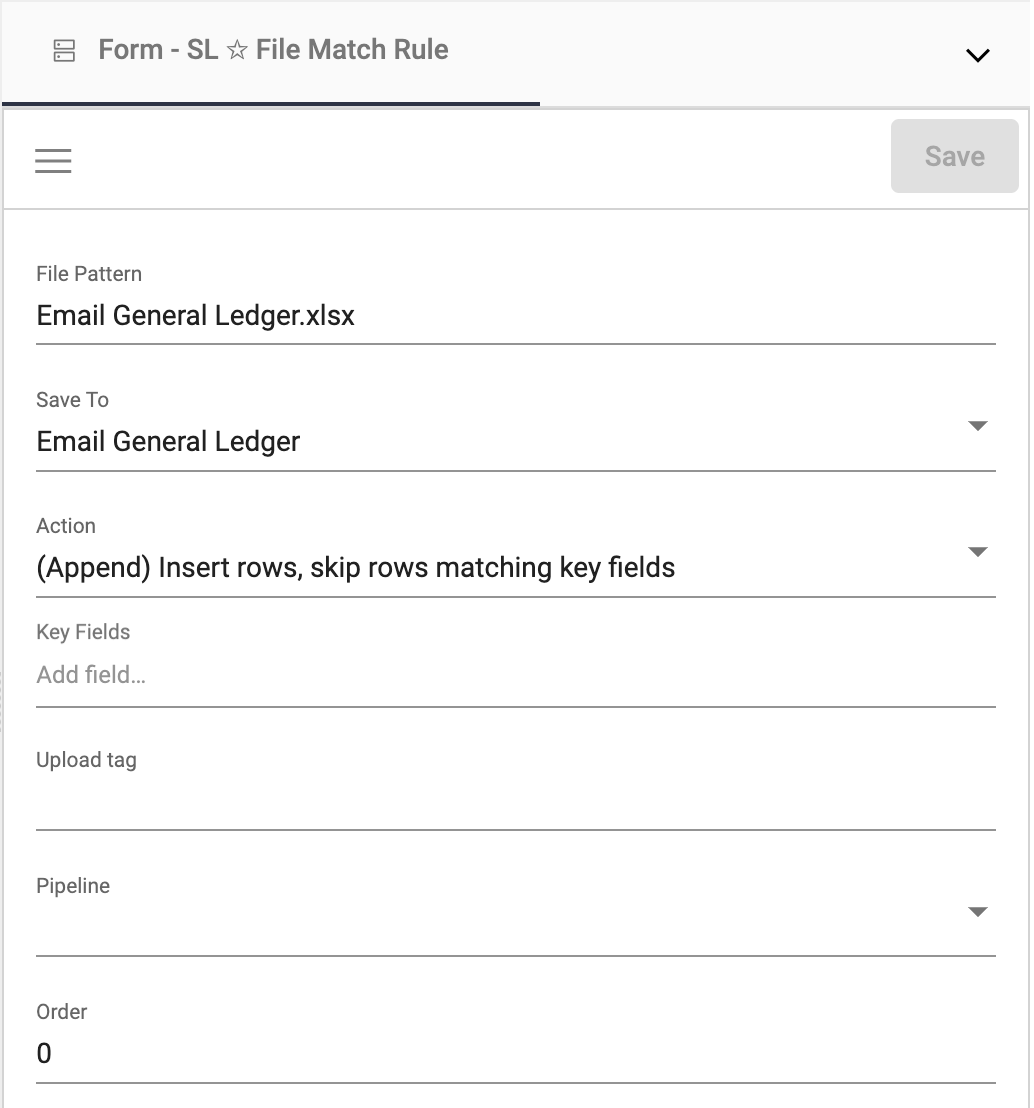 Form - SL ☆ File Match Rule
Save
File Pattern
Email General Ledger.xlsx
Save To
Email General Ledger
Action
(Append) Insert rows, skip rows matching key fields
Key Fields
Add field...
Upload tag
Pipeline
Order
0